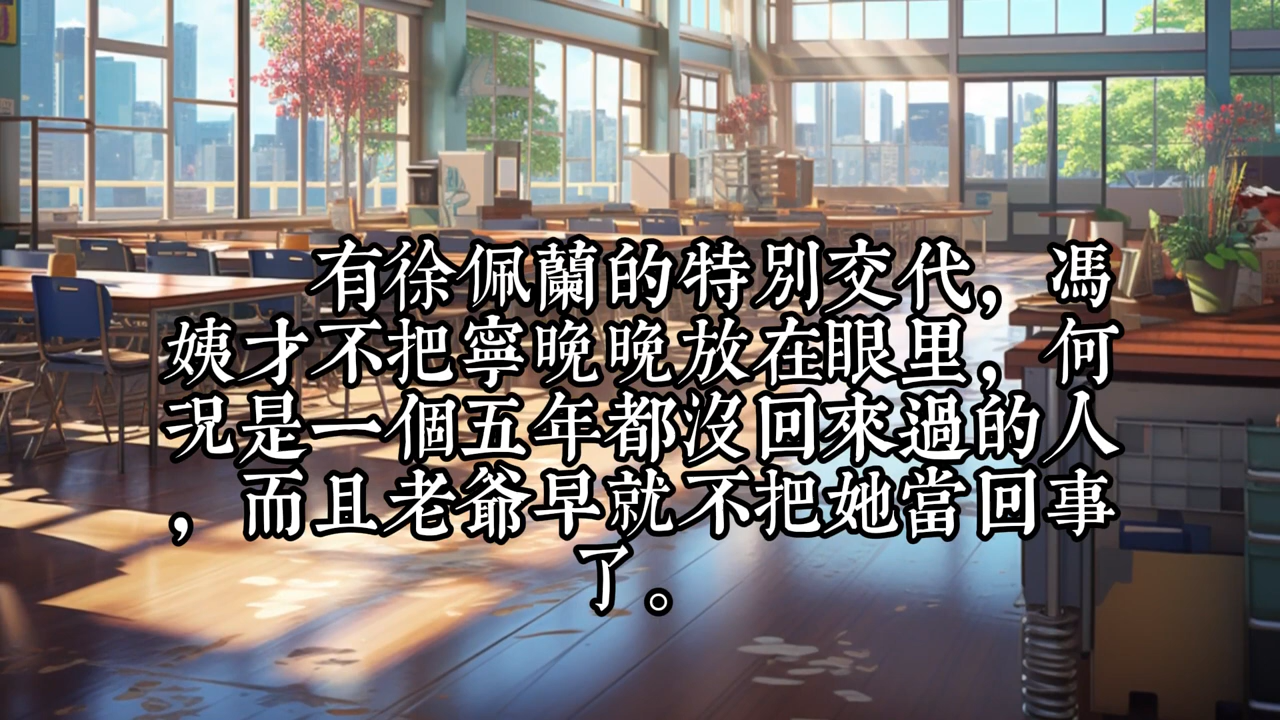 有徐佩蘭的特別交代，馮
姨才不把寧晚晚放在眼里，何
況是一個五年都沒回來過的人
，而且老爺早就不把她當回事
了。